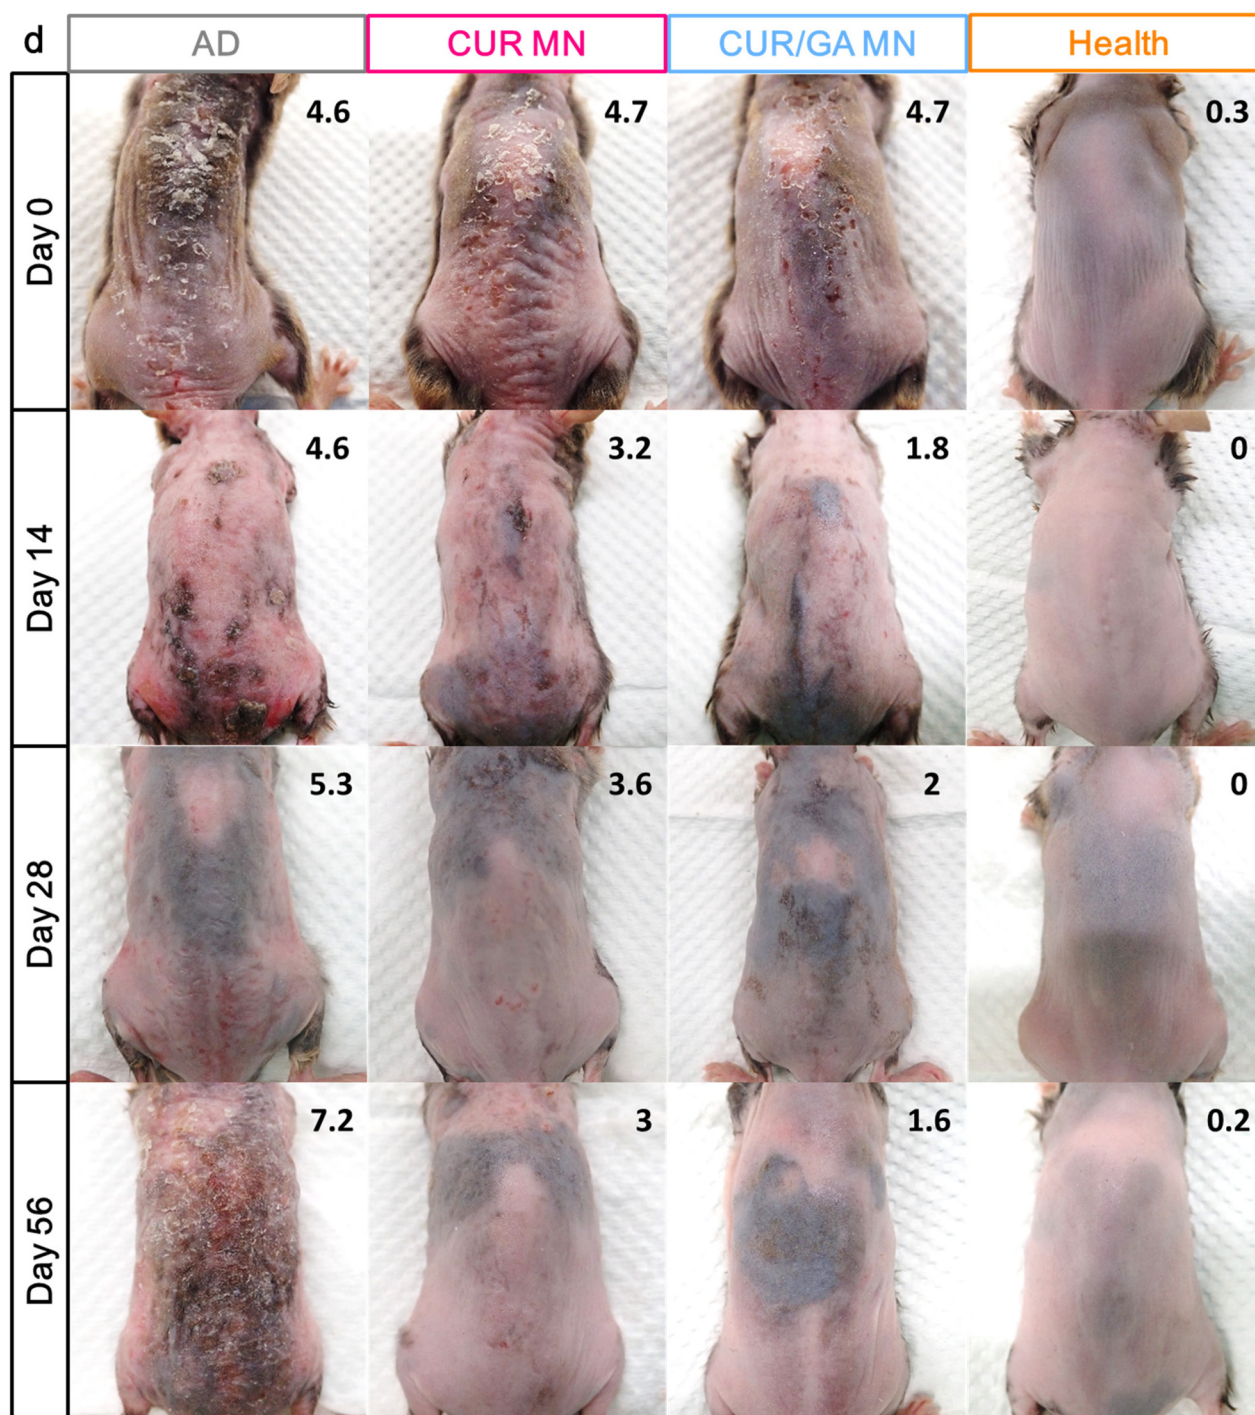 d
AD CUR MN CUR/GA MN Health
Day 0 4.6 4.7 4.7 0.3
Day 14 4.6 3.2 1.8 0
Day 28 5.3 3.6 2 0
Day 56 7.2 3 1.6 0.2